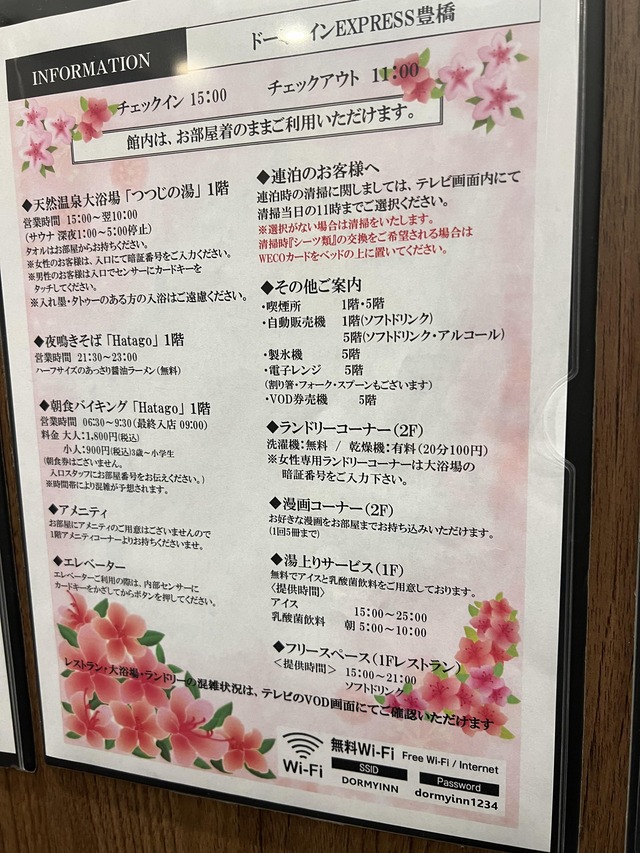 INFORMATION
ドーミーインEXPRESS豊橋
チェックイン 15:00 チェックアウト 11:00
館内は、お部屋着のままご利用いただけます。
◆天然温泉大浴場「つつじの湯」1階
営業時間 15:00～翌10:00
(サウナ 深夜1:00～5:00停止)
タオルはお部屋からお持ちください。
※女性のお客様は、入口にて暗証番号をご入力ください。
※男性のお客様は入口でセンサーにカードキーを
タッチしてください。
※入れ墨・タトゥーのある方の入浴はご遠慮ください。
◆夜鳴きそば「Hatago」1階
営業時間 21:30～23:00
ハーフサイズのあっさり醤油ラーメン(無料)
◆朝食バイキング「Hatago」1階
営業時間 06:30～9:30(最終入店 09:00)
料金 大人:1,800円(税込)
小人:900円(税込)3歳～小学生
(朝食券はございません。
入口スタッフにお部屋番号をお伝えください。)
※時間帯により混雑が予想されます。
◆アメニティ
お部屋にアメニティのご用意はございませんので
1階アメニティコーナーよりお持ちくださいませ。
◆エレベーター
エレベーターご利用の際は、内部センサーに
カードキーをかざしてからボタンを押してください。
◆連泊のお客様へ
連泊時の清掃に関しましては、テレビ画面内にて
清掃当日の11時までご選択ください。
※選択がない場合は清掃をいたします。
清掃時『シーツ類』の交換をご希望される場合は
WECOカードをベッドの上に置いてください。
◆その他ご案内
・喫煙所 1階・5階
・自動販売機 1階(ソフトドリンク)
5階(ソフトドリンク・アルコール)
・製氷機 5階
・電子レンジ 5階
(割り箸・フォーク・スプーンもございます)
・VOD券売機 5階
◆ランドリーコーナー(2F)
洗濯機:無料 / 乾燥機:有料(20分100円)
※女性専用ランドリーコーナーは大浴場の
暗証番号をご入力下さい。
◆漫画コーナー(2F)
お好きな漫画をお部屋までお持ち込みいただけます。
(1回5冊まで)
◆湯上りサービス(1F)
無料でアイスと乳酸菌飲料をご用意しております。
<提供時間>
アイス 15:00～25:00
乳酸菌飲料 朝 5:00～10:00
◆フリースペース(1Fレストラン)
<提供時間> 15:00～21:00
ソフトドリンク
レストラン・大浴場・ランドリーの混雑状況は、テレビのVOD画面にてご確認いただけます
Wi-Fi
無料Wi-Fi Free Wi-Fi / Internet
SSID Password
DORMYINN dormyinn1234